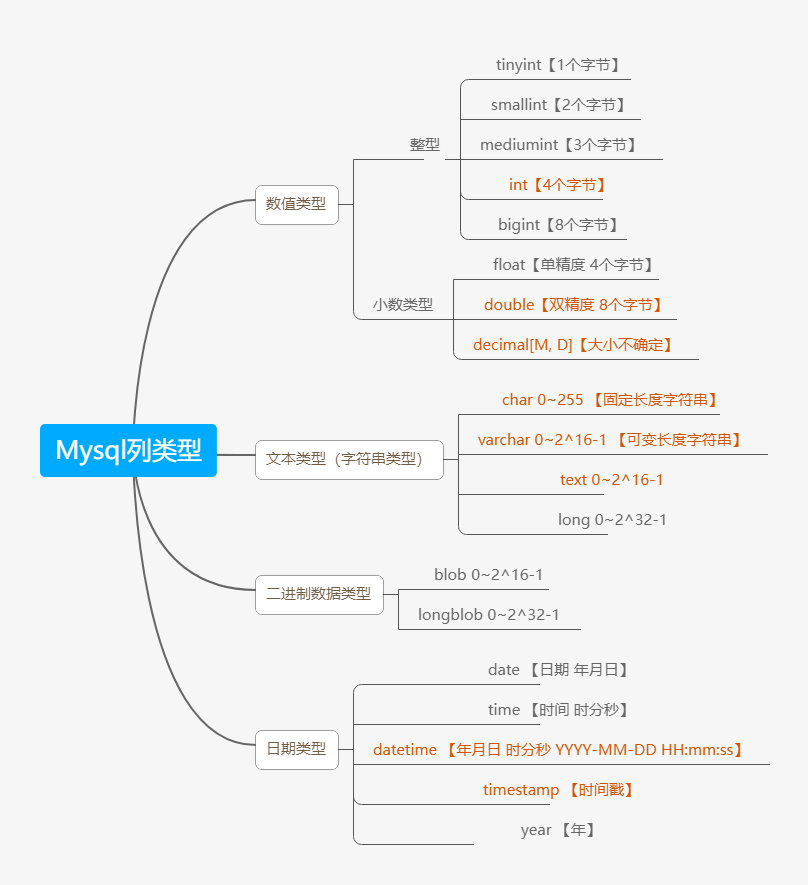 Mysql列类型
数值类型
整型
tinyint【1个字节】
smallint【2个字节】
mediumint【3个字节】
int【4个字节】
bigint【8个字节】
小数类型
float【单精度 4个字节】
double【双精度 8个字节】
decimal[M, D]【大小不确定】
文本类型（字符串类型）
char 0~255 【固定长度字符串】
varchar 0~2^16-1 【可变长度字符串】
text 0~2^16-1
long 0~2^32-1
二进制数据类型
blob 0~2^16-1
longblob 0~2^32-1
日期类型
date 【日期 年月日】
time 【时间 时分秒】
datetime 【年月日 时分秒 YYYY-MM-DD HH:mm:ss】
timestamp 【时间戳】
year 【年】